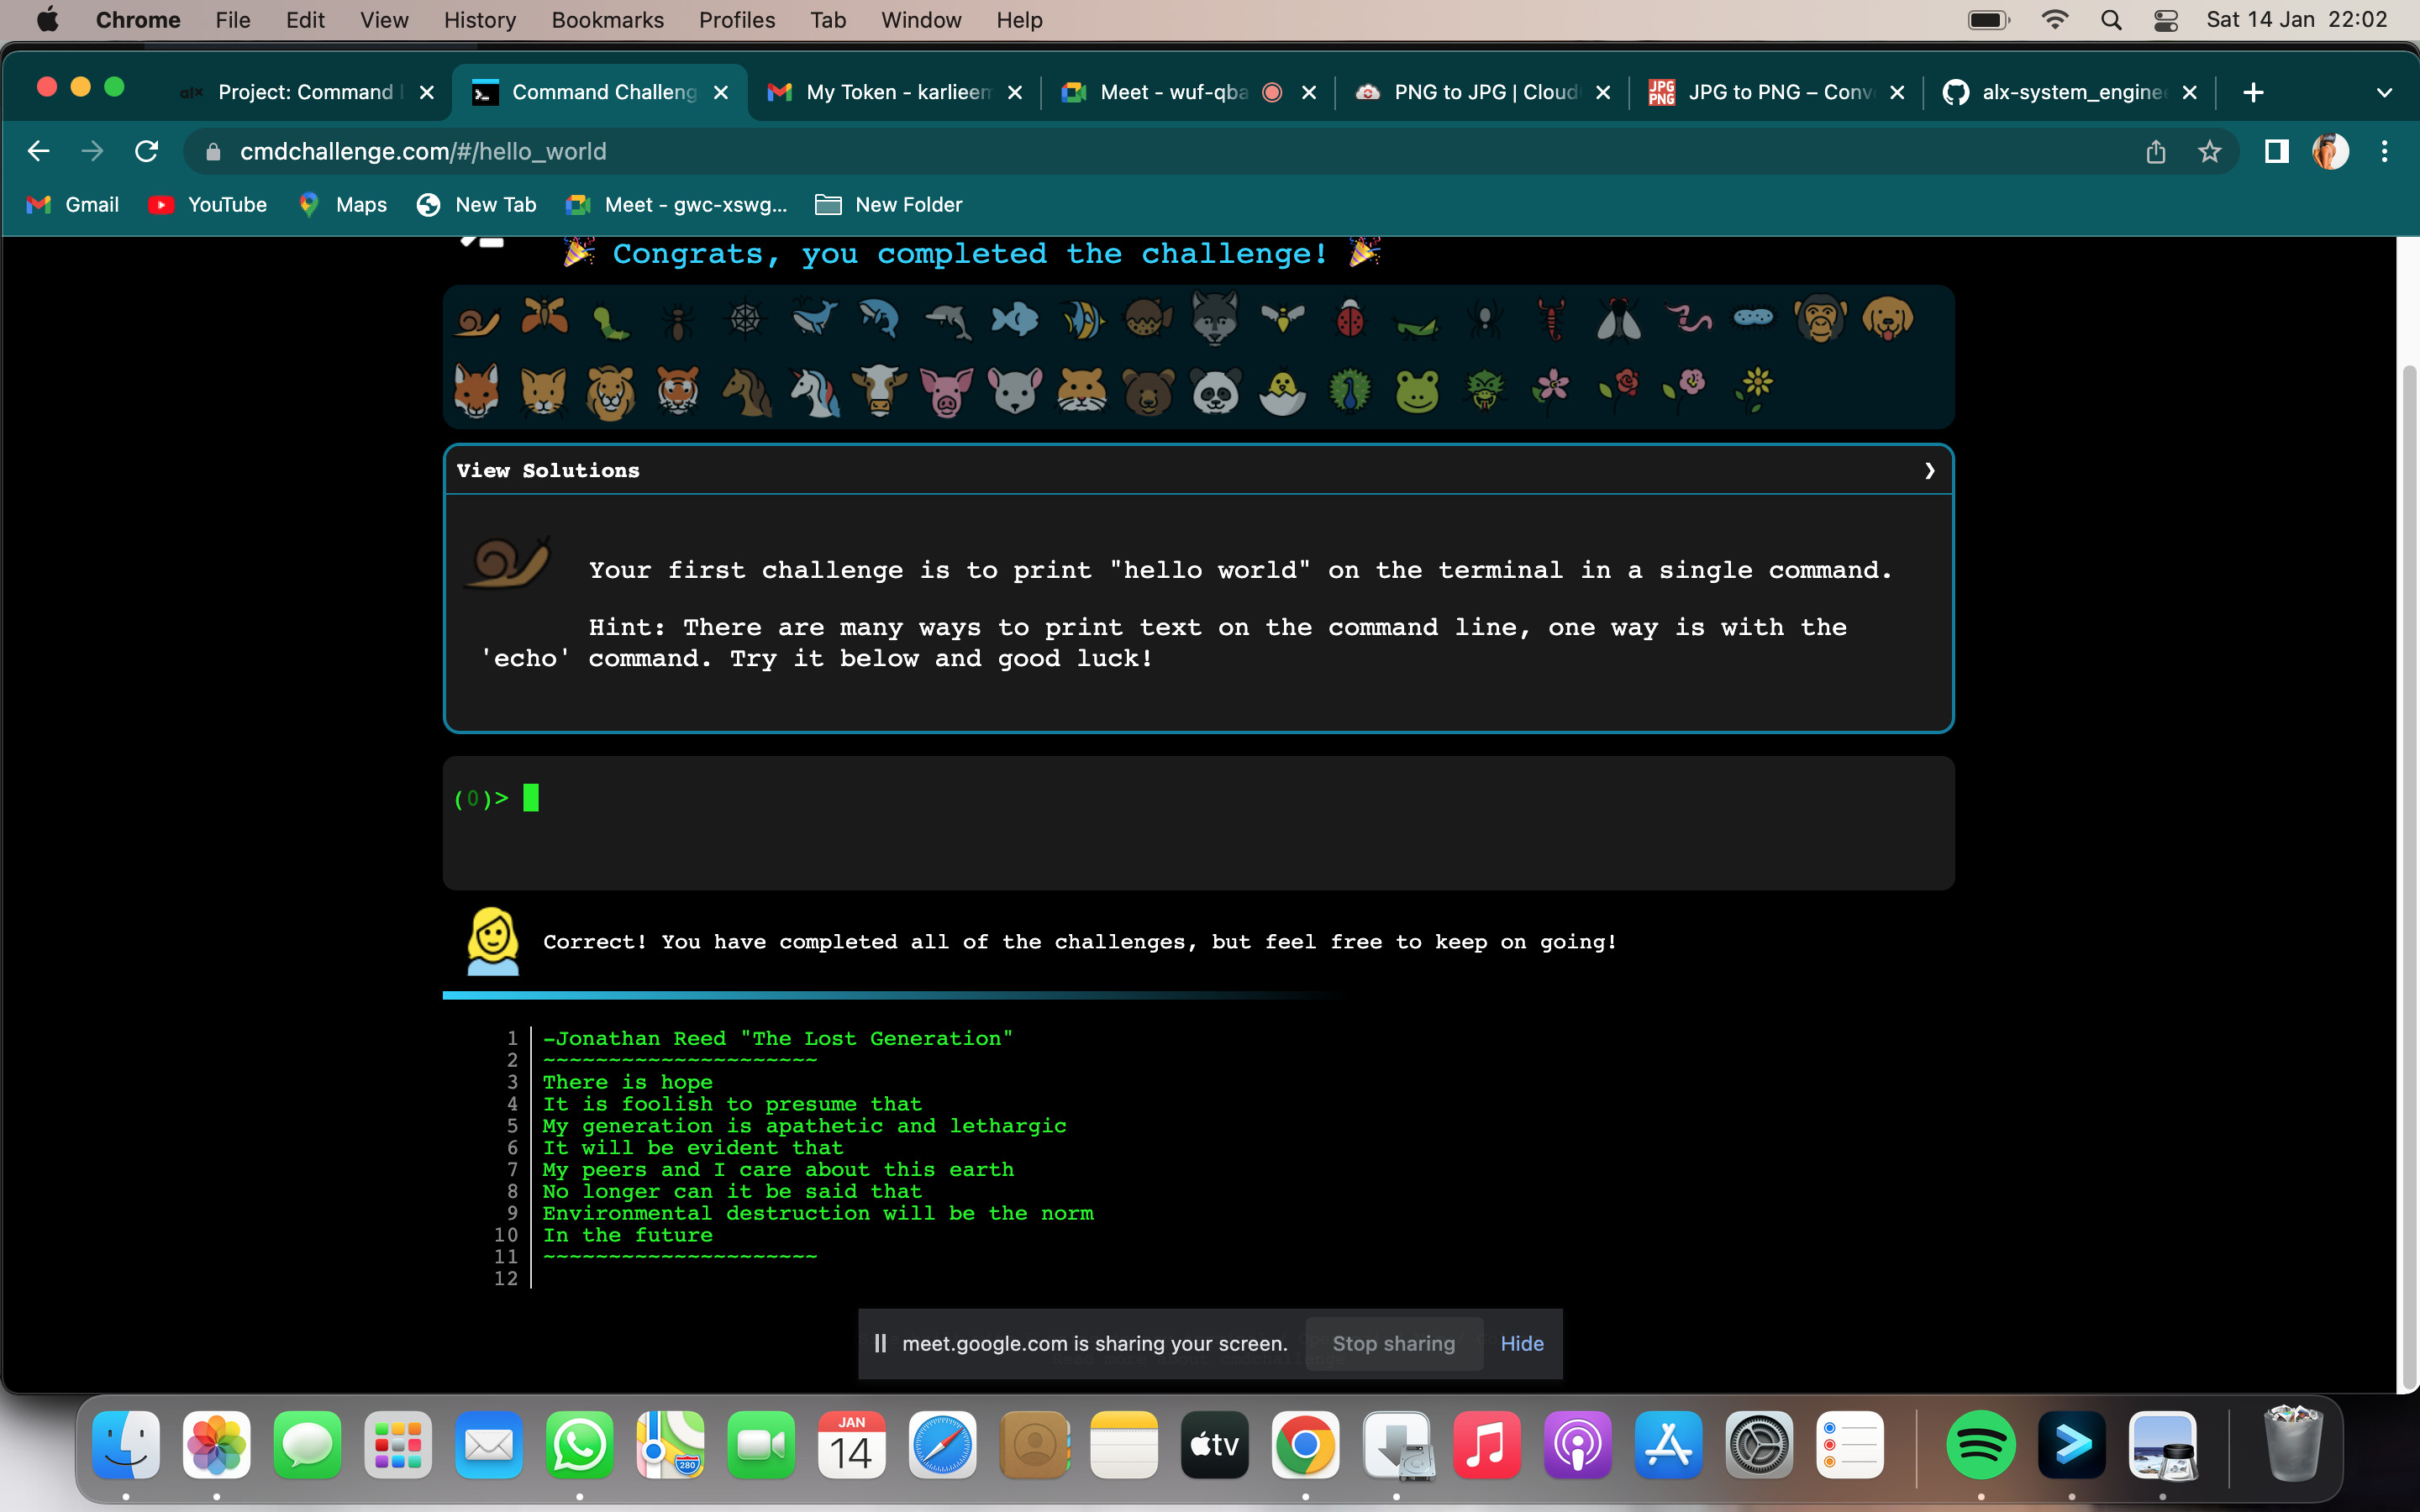 Chrome File Edit View History Bookmarks Profiles Tab Window Help Sat 14 Jan 22:02
alx Project: Command Command Challeng My Token - karlieem Meet - wuf-qba PNG to JPG | Cloud JPG PNG JPG to PNG – Conv alx-system_engine
cmdchallenge.com/#/hello_world
Gmail YouTube Maps New Tab Meet - gwc-xswg... New Folder
Congrats, you completed the challenge!
View Solutions
Your first challenge is to print "hello world" on the terminal in a single command.
Hint: There are many ways to print text on the command line, one way is with the
'echo' command. Try it below and good luck!
(0)>
Correct! You have completed all of the challenges, but feel free to keep on going!
1 -Jonathan Reed "The Lost Generation"
2 ~~~~~~~~~~~~~~~~~~~~~
3 There is hope
4 It is foolish to presume that
5 My generation is apathetic and lethargic
6 It will be evident that
7 My peers and I care about this earth
8 No longer can it be said that
9 Environmental destruction will be the norm
10 In the future
11 ~~~~~~~~~~~~~~~~~~~~~
12
meet.google.com is sharing your screen. Stop sharing Hide
280 JAN 14 tv